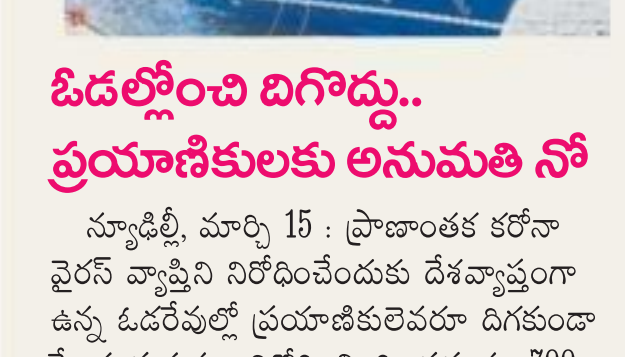 ఓడల్లోంచి దిగొద్దు..
ప్రయాణికులకు అనుమతి నో
న్యూఢిల్లీ, మార్చి 15 : ప్రాణాంతక కరోనా
వైరస్ వ్యాప్తిని నిరోధించేందుకు దేశవ్యాప్తంగా
ఉన్న ఓడరేవుల్లో ప్రయాణికులెవరూ దిగకుండా